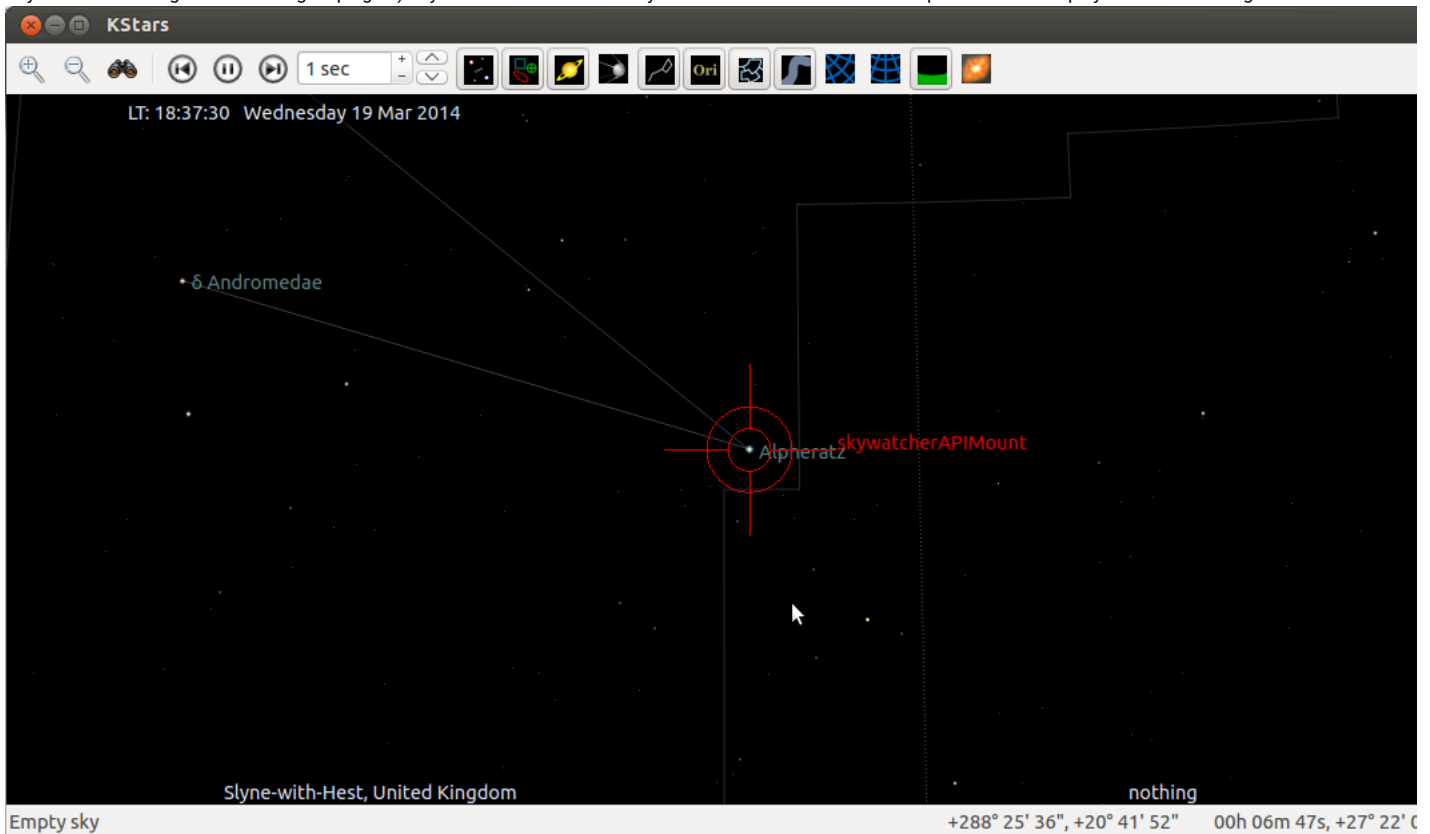 KStars
1 sec
Ori
LT: 18:37:30 Wednesday 19 Mar 2014
δ Andromedae
Alpheratz
skywatcherAPIMount
Slyne-with-Hest, United Kingdom
nothing
Empty sky
+288° 25' 36", +20° 41' 52" 00h 06m 47s, +27° 22'